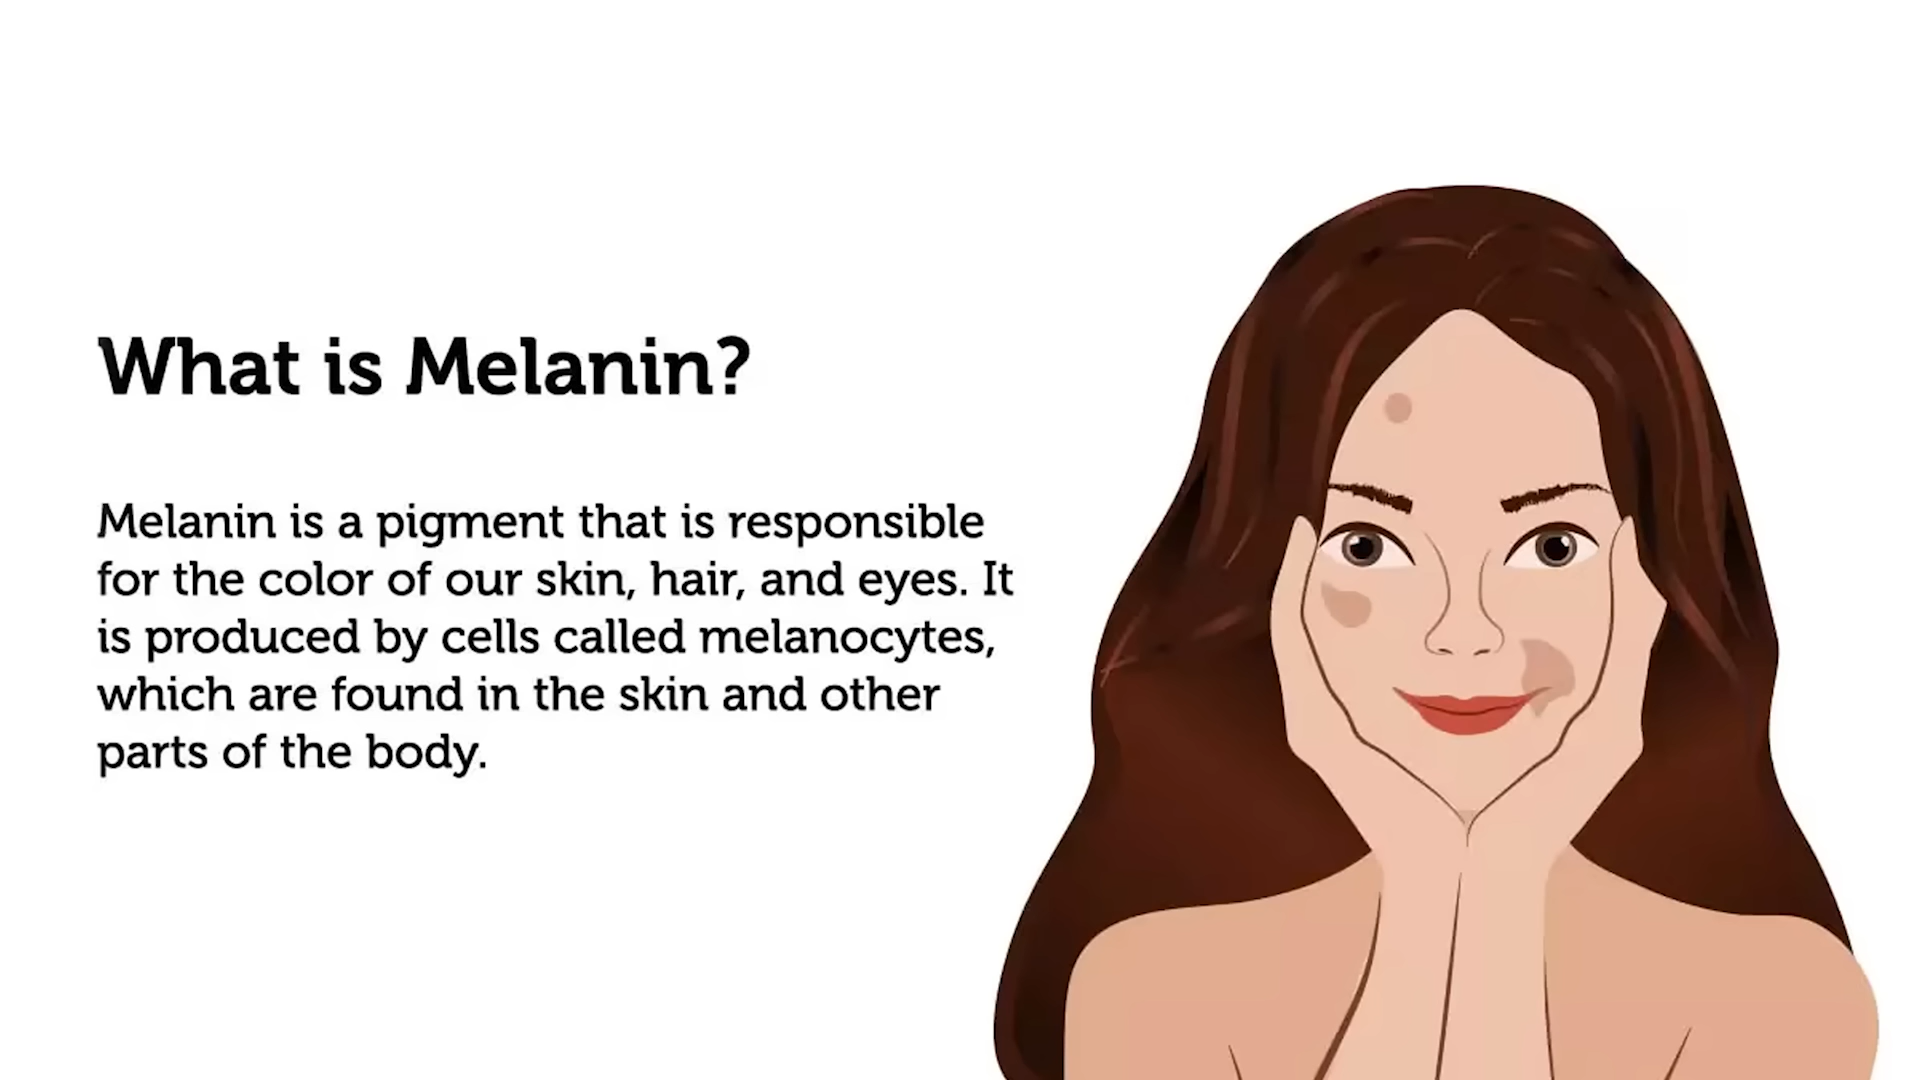 What is Melanin?
Melanin is a pigment that is responsible
for the color of our skin, hair, and eyes. It
is produced by cells called melanocytes,
which are found in the skin and other
parts of the body.